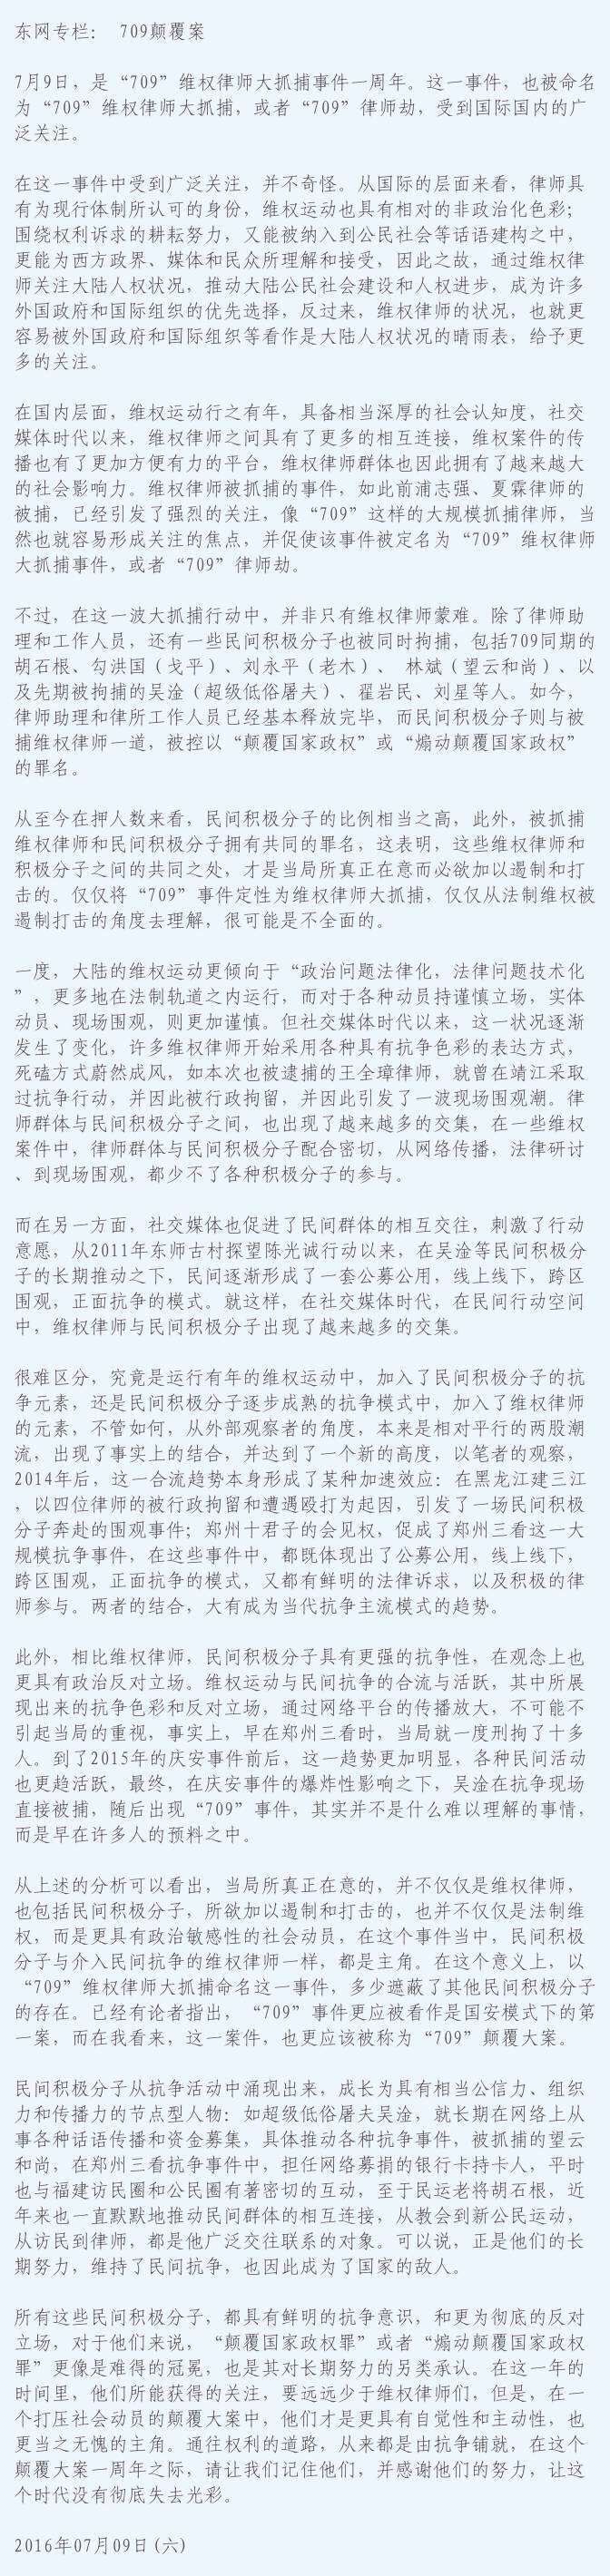 东网专栏： 709颠覆案
7月9日，是“709”维权律师大抓捕事件一周年。这一事件，也被命名
为“709”维权律师大抓捕，或者“709”律师劫，受到国际国内的广
泛关注。
在这一事件中受到广泛关注，并不奇怪。从国际的层面来看，律师具
有为现行体制所认可的身份，维权运动也具有相对的非政治化色彩；
围绕权利诉求的耕耘努力，又能被纳入到公民社会等话语建构之中，
更能为西方政界、媒体和民众所理解和接受，因此之故，通过维权律
师关注大陆人权状况，推动大陆公民社会建设和人权进步，成为许多
外国政府和国际组织的优先选择，反过来，维权律师的状况，也就更
容易被外国政府和国际组织等看作是大陆人权状况的晴雨表，给予更
多的关注。
在国内层面，维权运动行之有年，具备相当深厚的社会认知度，社交
媒体时代以来，维权律师之间具有了更多的相互连接，维权案件的传
播也有了更加方便有力的平台，维权律师群体也因此拥有了越来越大
的社会影响力。维权律师被抓捕的事件，如此前浦志强、夏霖律师的
被捕，已经引发了强烈的关注，像“709”这样的大规模抓捕律师，当
然也就容易形成关注的焦点，并促使该事件被定名为“709”维权律师
大抓捕事件，或者“709”律师劫。
不过，在这一波大抓捕行动中，并非只有维权律师蒙难。除了律师助
理和工作人员，还有一些民间积极分子也被同时拘捕，包括709同期的
胡石根、勾洪国（戈平）、刘永平（老木）、 林斌（望云和尚）、以
及先期被拘捕的吴淦（超级低俗屠夫）、翟岩民、刘星等人。如今，
律师助理和律所工作人员已经基本释放完毕，而民间积极分子则与被
捕维权律师一道，被控以“颠覆国家政权”或“煽动颠覆国家政权”
的罪名。
从至今在押人数来看，民间积极分子的比例相当之高，此外，被抓捕
维权律师和民间积极分子拥有共同的罪名，这表明，这些维权律师和
积极分子之间的共同之处，才是当局所真正在意而必欲加以遏制和打
击的。仅仅将“709”事件定性为维权律师大抓捕，仅仅从法制维权被
遏制打击的角度去理解，很可能是不全面的。
一度，大陆的维权运动更倾向于“政治问题法律化，法律问题技术化
”，更多地在法制轨道之内运行，而对于各种动员持谨慎立场，实体
动员、现场围观，则更加谨慎。但社交媒体时代以来，这一状况逐渐
发生了变化，许多维权律师开始采用各种具有抗争色彩的表达方式，
死磕方式蔚然成风，如本次也被逮捕的王全璋律师，就曾在靖江采取
过抗争行动，并因此被行政拘留，并因此引发了一波现场围观潮。律
师群体与民间积极分子之间，也出现了越来越多的交集，在一些维权
案件中，律师群体与民间积极分子配合密切，从网络传播，法律研讨
、到现场围观，都少不了各种积极分子的参与。
而在另一方面，社交媒体也促进了民间群体的相互交往，刺激了行动
意愿，从2011年东师古村探望陈光诚行动以来，在吴淦等民间积极分
子的长期推动之下，民间逐渐形成了一套公募公用，线上线下，跨区
围观，正面抗争的模式。就这样，在社交媒体时代，在民间行动空间
中，维权律师与民间积极分子出现了越来越多的交集。
很难区分，究竟是运行有年的维权运动中，加入了民间积极分子的抗
争元素，还是民间积极分子逐步成熟的抗争模式中，加入了维权律师
的元素，不管如何，从外部观察者的角度，本来是相对平行的两股潮
流，出现了事实上的结合，并达到了一个新的高度，以笔者的观察，
2014年后，这一合流趋势本身形成了某种加速效应：在黑龙江建三江
，以四位律师的被行政拘留和遭遇殴打为起因，引发了一场民间积极
分子奔赴的围观事件；郑州十君子的会见权，促成了郑州三看这一大
规模抗争事件，在这些事件中，都既体现出了公募公用，线上线下，
跨区围观，正面抗争的模式，又都有鲜明的法律诉求，以及积极的律
师参与。两者的结合，大有成为当代抗争主流模式的趋势。
此外，相比维权律师，民间积极分子具有更强的抗争性，在观念上也
更具有政治反对立场。维权运动与民间抗争的合流与活跃，其中所展
现出来的抗争色彩和反对立场，通过网络平台的传播放大，不可能不
引起当局的重视，事实上，早在郑州三看时，当局就一度刑拘了十多
人。到了2015年的庆安事件前后，这一趋势更加明显，各种民间活动
也更趋活跃，最终，在庆安事件的爆炸性影响之下，吴淦在抗争现场
直接被捕，随后出现“709”事件，其实并不是什么难以理解的事情，
而是早在许多人的预料之中。
从上述的分析可以看出，当局所真正在意的，并不仅仅是维权律师，
也包括民间积极分子，所欲加以遏制和打击的，也并不仅仅是法制维
权，而是更具有政治敏感性的社会动员，在这个事件当中，民间积极
分子与介入民间抗争的维权律师一样，都是主角。在这个意义上，以
“709”维权律师大抓捕命名这一事件，多少遮蔽了其他民间积极分子
的存在。已经有论者指出，“709”事件更应被看作是国安模式下的第
一案，而在我看来，这一案件，也更应该被称为“709”颠覆大案。
民间积极分子从抗争活动中涌现出来，成长为具有相当公信力、组织
力和传播力的节点型人物：如超级低俗屠夫吴淦，就长期在网络上从
事各种话语传播和资金募集，具体推动各种抗争事件，被抓捕的望云
和尚，在郑州三看抗争事件中，担任网络募捐的银行卡持卡人，平时
也与福建访民圈和公民圈有著密切的互动，至于民运老将胡石根，近
年来也一直默默地推动民间群体的相互连接，从教会到新公民运动，
从访民到律师，都是他广泛交往联系的对象。可以说，正是他们的长
期努力，维持了民间抗争，也因此成为了国家的敌人。
所有这些民间积极分子，都具有鲜明的抗争意识，和更为彻底的反对
立场，对于他们来说，“颠覆国家政权罪”或者“煽动颠覆国家政权
罪”更像是难得的冠冕，也是其对长期努力的另类承认。在这一年的
时间里，他们所能获得的关注，要远远少于维权律师们，但是，在一
个打压社会动员的颠覆大案中，他们才是更具有自觉性和主动性，也
更当之无愧的主角。通往权利的道路，从来都是由抗争铺就，在这个
颠覆大案一周年之际，请让我们记住他们，并感谢他们的努力，让这
个时代没有彻底失去光彩。
2016年07月09日(六)